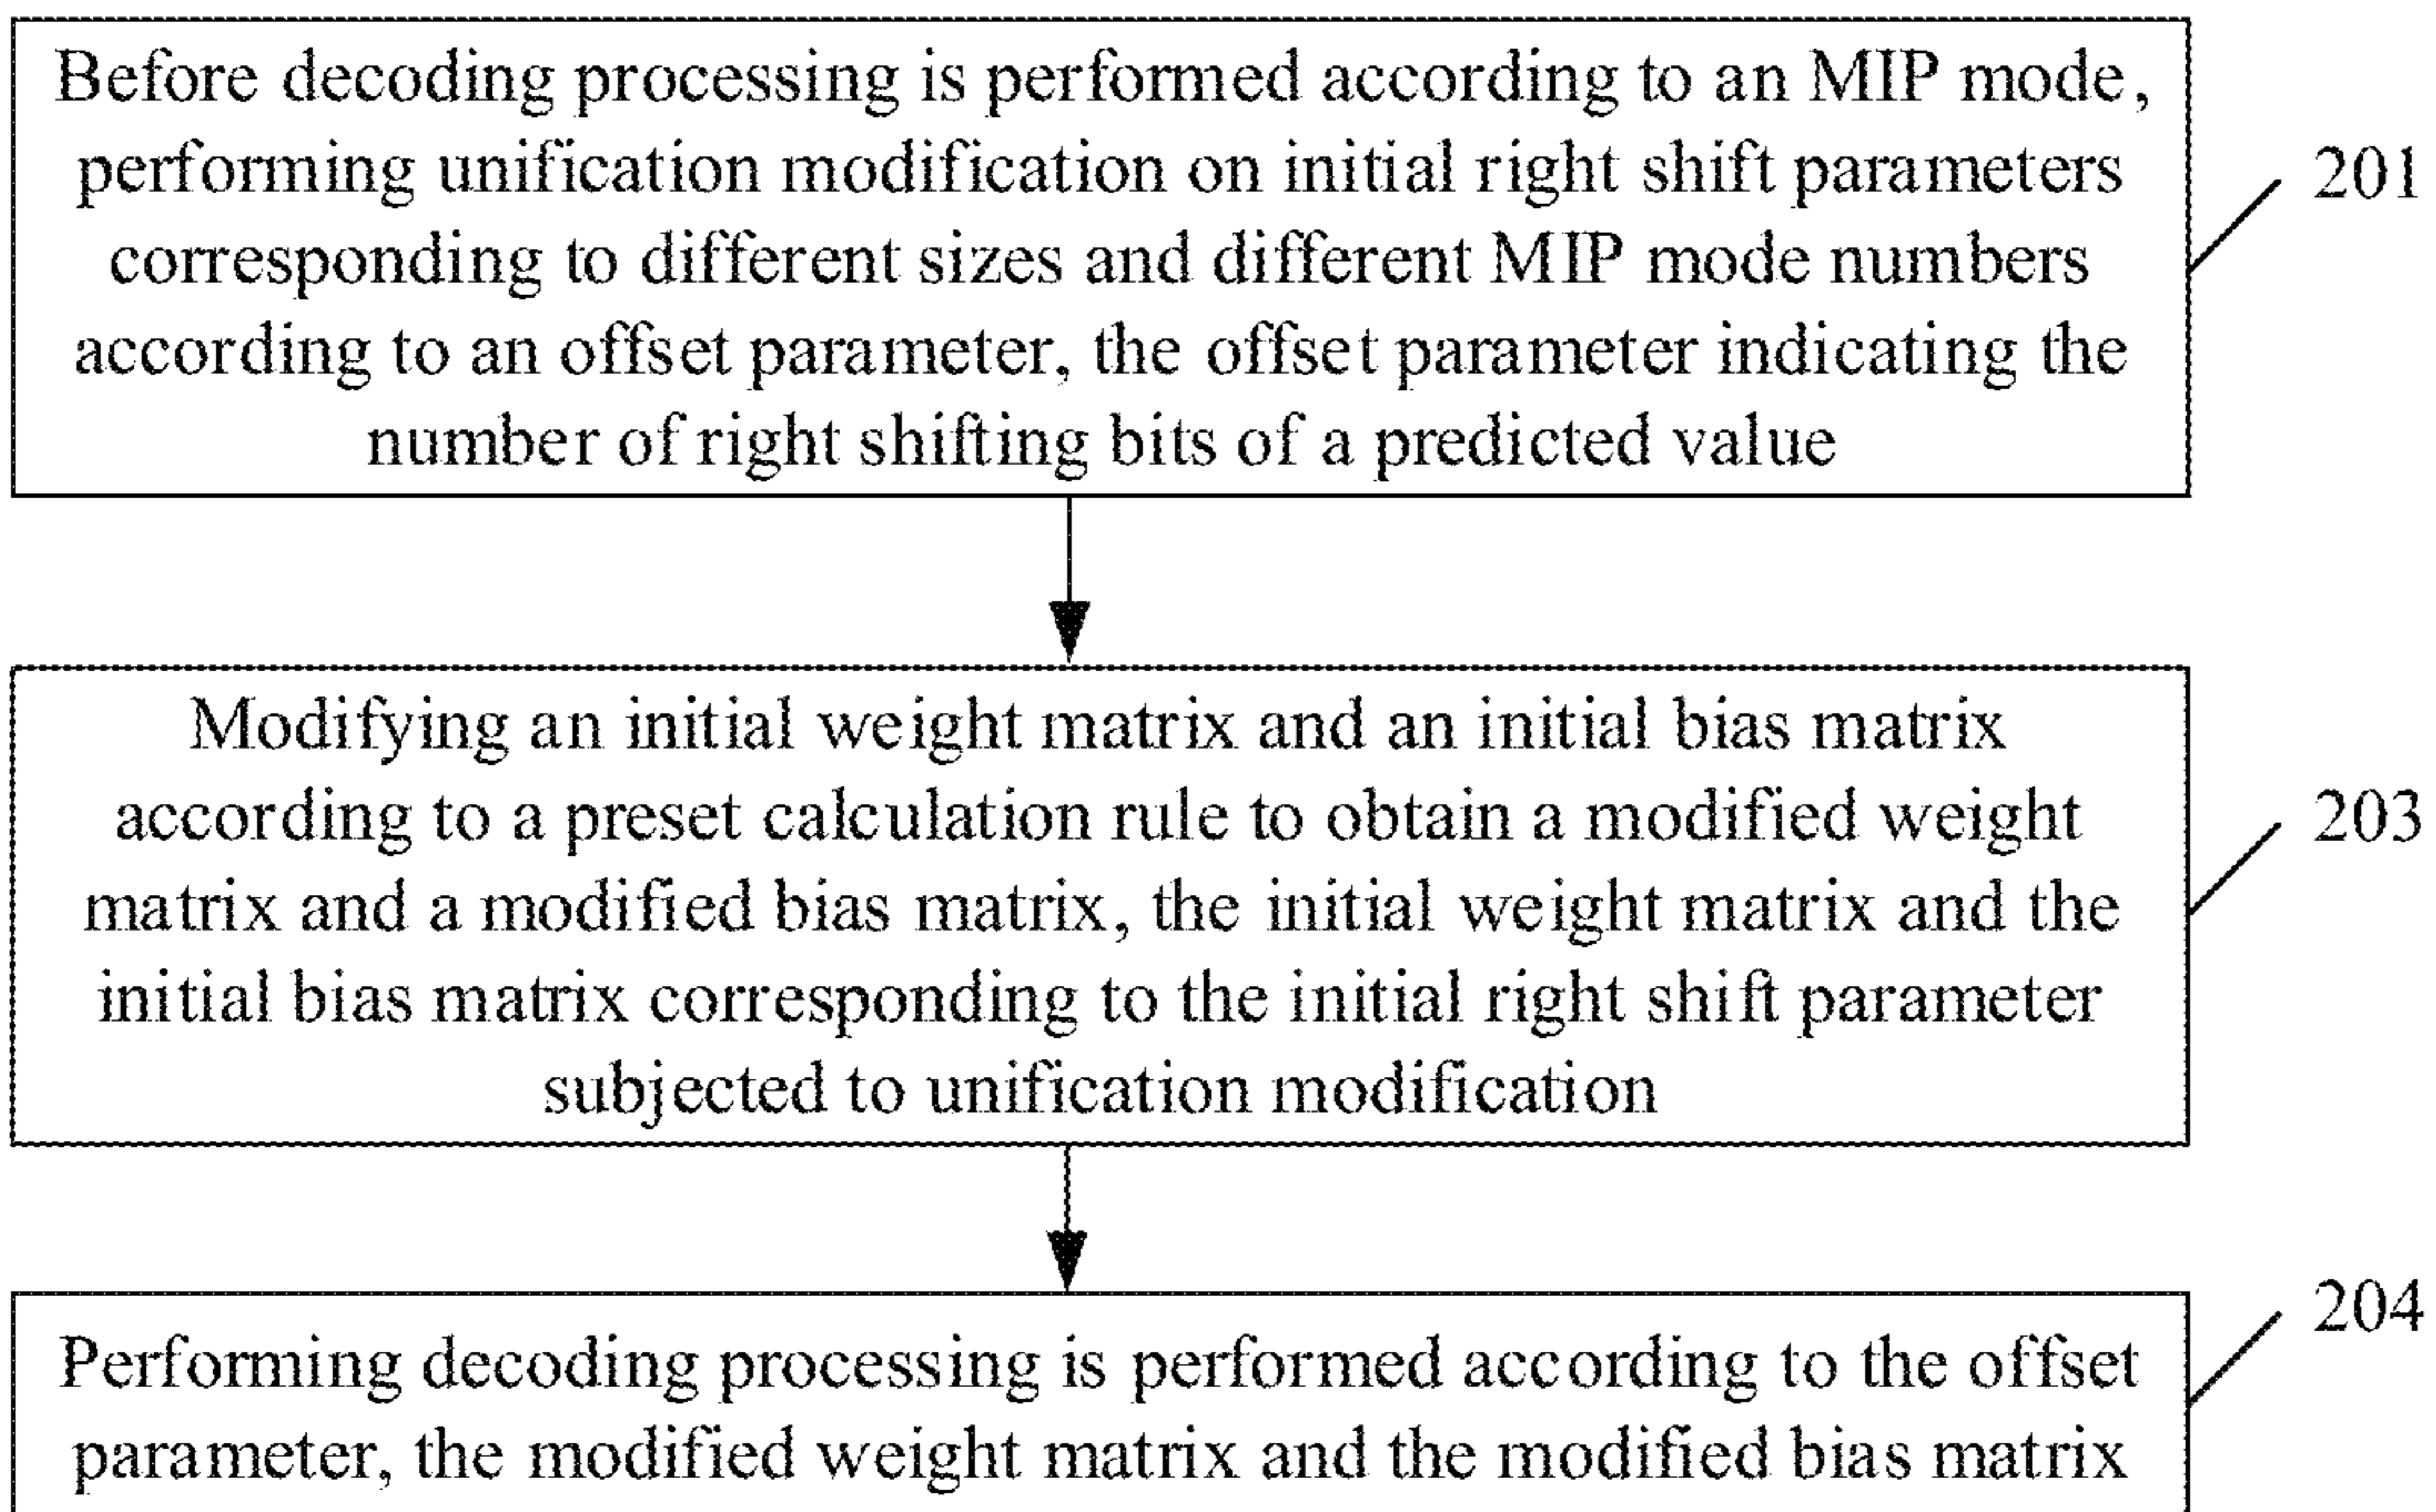 Before decoding processing is performed according to an MIP mode,
performing unification modification on initial right shift parameters
corresponding to different sizes and different MIP mode numbers
according to an offset parameter, the offset parameter indicating the
number of right shifting bits of a predicted value
201
Modifying an initial weight matrix and an initial bias matrix
according to a preset calculation rule to obtain a modified weight
matrix and a modified bias matrix, the initial weight matrix and the
initial bias matrix corresponding to the initial right shift parameter
subjected to unification modification
203
Performing decoding processing is performed according to the offset
parameter, the modified weight matrix and the modified bias matrix
204